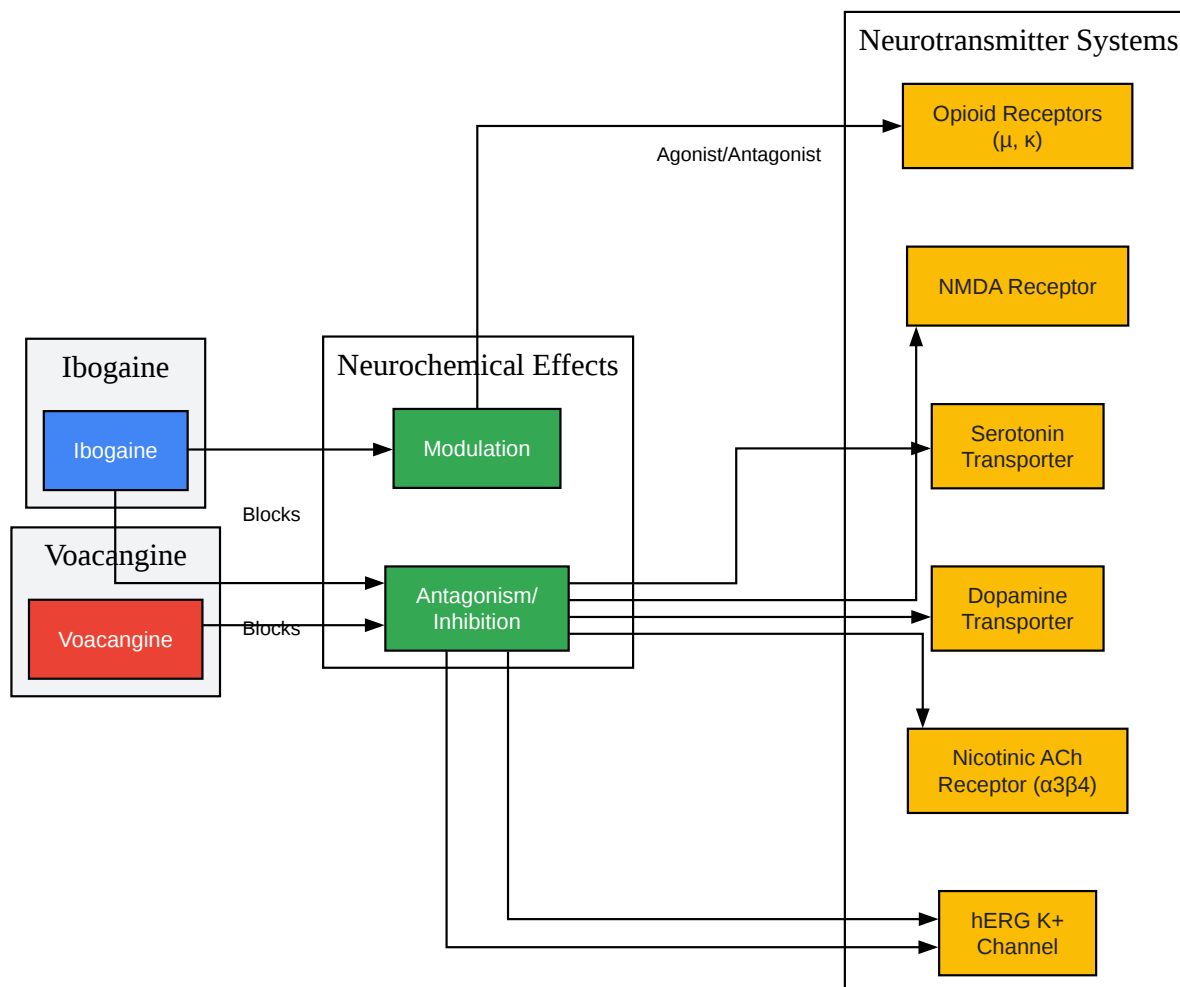 Neurotransmitter Systems
Opioid Receptors
(μ, κ)
Agonist/Antagonist
NMDA Receptor
Ibogaine
Neurochemical Effects
Ibogaine
Modulation
Serotonin
Transporter
Blocks
Voacangine
Antagonism/
Inhibition
Dopamine
Transporter
Voacangine
Blocks
Nicotinic ACh
Receptor (α3β4)
hERG K+
Channel